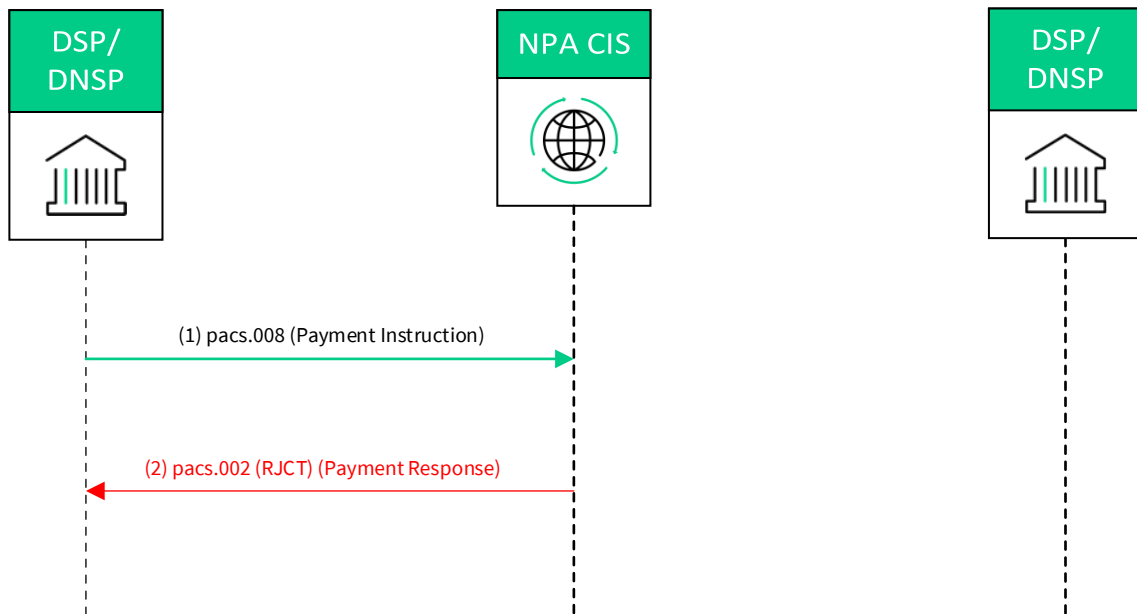 DSP/
DNSP
NPA CIS
DSP/
DNSP
(1) pacs.008 (Payment Instruction)
(2) pacs.002 (RJCT) (Payment Response)